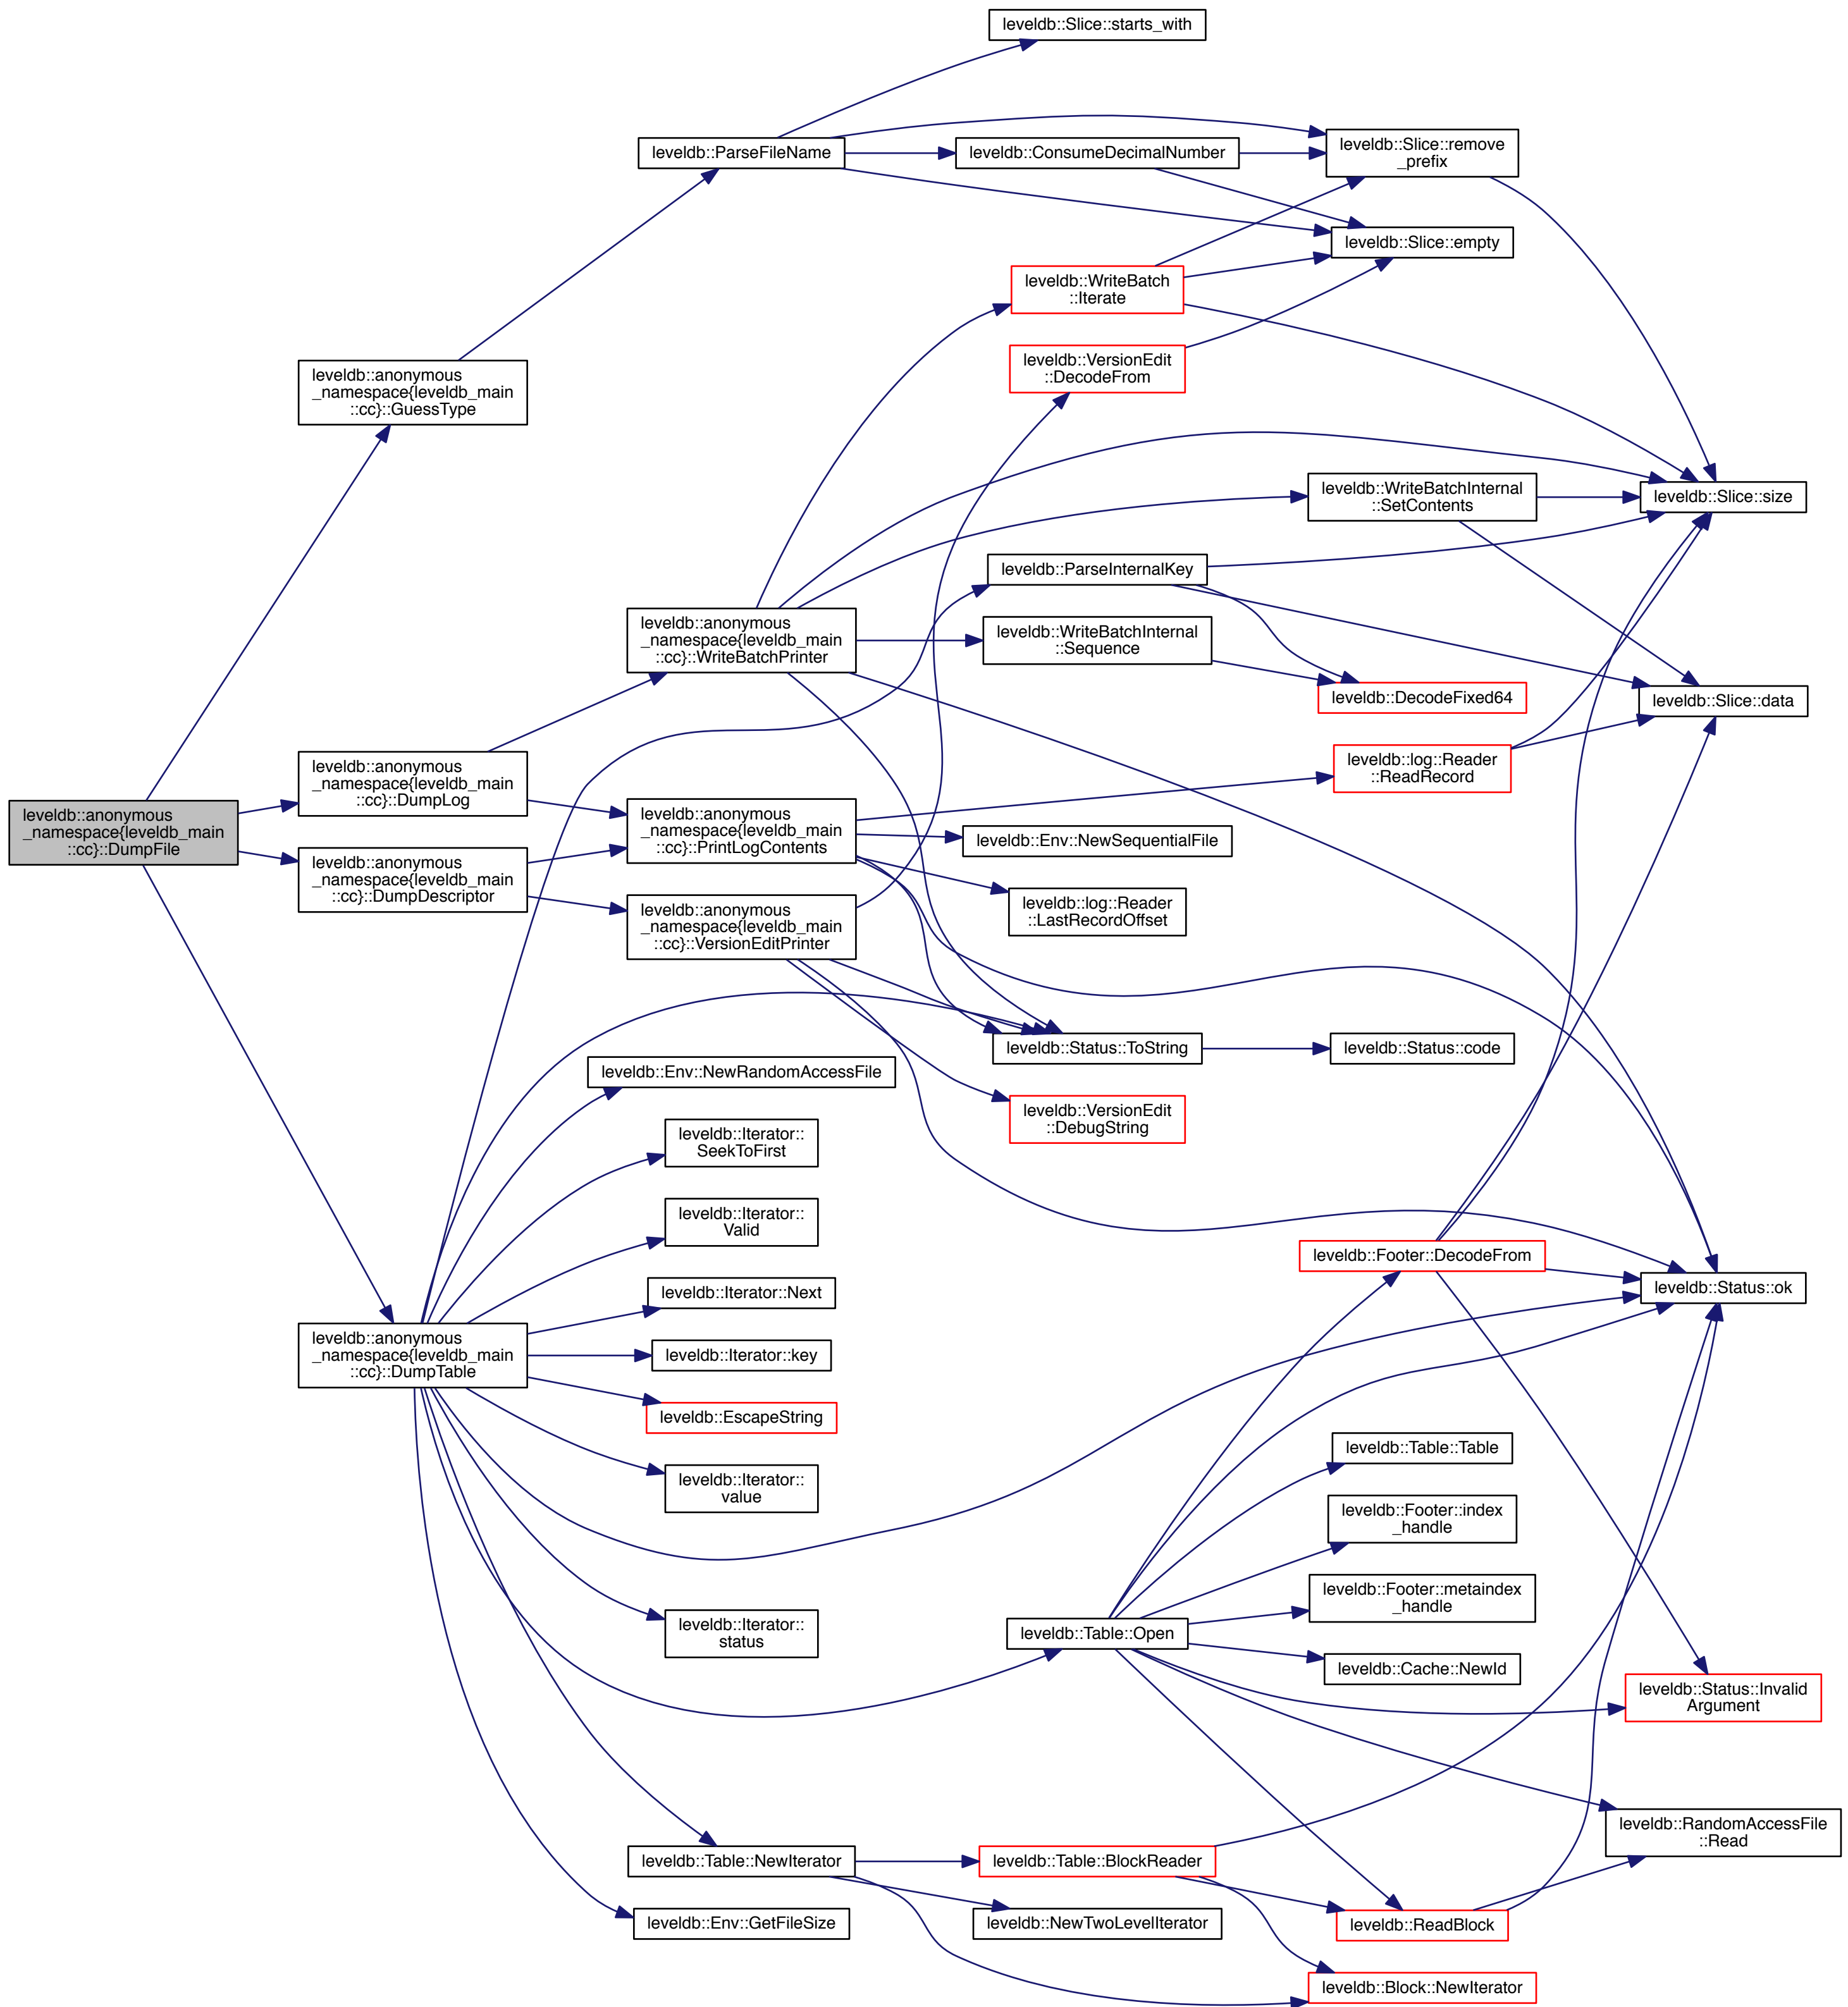 leveldb::Slice::starts_with
leveldb::ParseFileName
leveldb::ConsumeDecimalNumber
leveldb::Slice::remove
_prefix
leveldb::Slice::empty
leveldb::WriteBatch
::Iterate
leveldb::VersionEdit
::DecodeFrom
leveldb::anonymous
_namespace{leveldb_main
::cc}::GuessType
leveldb::WriteBatchInternal
::SetContents
leveldb::Slice::size
leveldb::ParseInternalKey
leveldb::anonymous
_namespace{leveldb_main
::cc}::WriteBatchPrinter
leveldb::WriteBatchInternal
::Sequence
leveldb::DecodeFixed64
leveldb::Slice::data
leveldb::anonymous
_namespace{leveldb_main
::cc}::DumpLog
leveldb::log::Reader
::ReadRecord
leveldb::anonymous
_namespace{leveldb_main
::cc}::DumpFile
leveldb::anonymous
_namespace{leveldb_main
::cc}::PrintLogContents
leveldb::Env::NewSequentialFile
leveldb::anonymous
_namespace{leveldb_main
::cc}::DumpDescriptor
leveldb::log::Reader
::LastRecordOffset
leveldb::anonymous
_namespace{leveldb_main
::cc}::VersionEditPrinter
leveldb::Status::ToString
leveldb::Status::code
leveldb::Env::NewRandomAccessFile
leveldb::VersionEdit
::DebugString
leveldb::Iterator::
SeekToFirst
leveldb::Iterator::
Valid
leveldb::Footer::DecodeFrom
leveldb::Iterator::Next
leveldb::Status::ok
leveldb::anonymous
_namespace{leveldb_main
::cc}::DumpTable
leveldb::Iterator::key
leveldb::EscapeString
leveldb::Table::Table
leveldb::Iterator::
value
leveldb::Footer::index
_handle
leveldb::Footer::metaindex
_handle
leveldb::Iterator::
status
leveldb::Table::Open
leveldb::Cache::NewId
leveldb::Status::Invalid
Argument
leveldb::RandomAccessFile
::Read
leveldb::Table::NewIterator
leveldb::Table::BlockReader
leveldb::Env::GetFileSize
leveldb::NewTwoLevelIterator
leveldb::ReadBlock
leveldb::Block::NewIterator